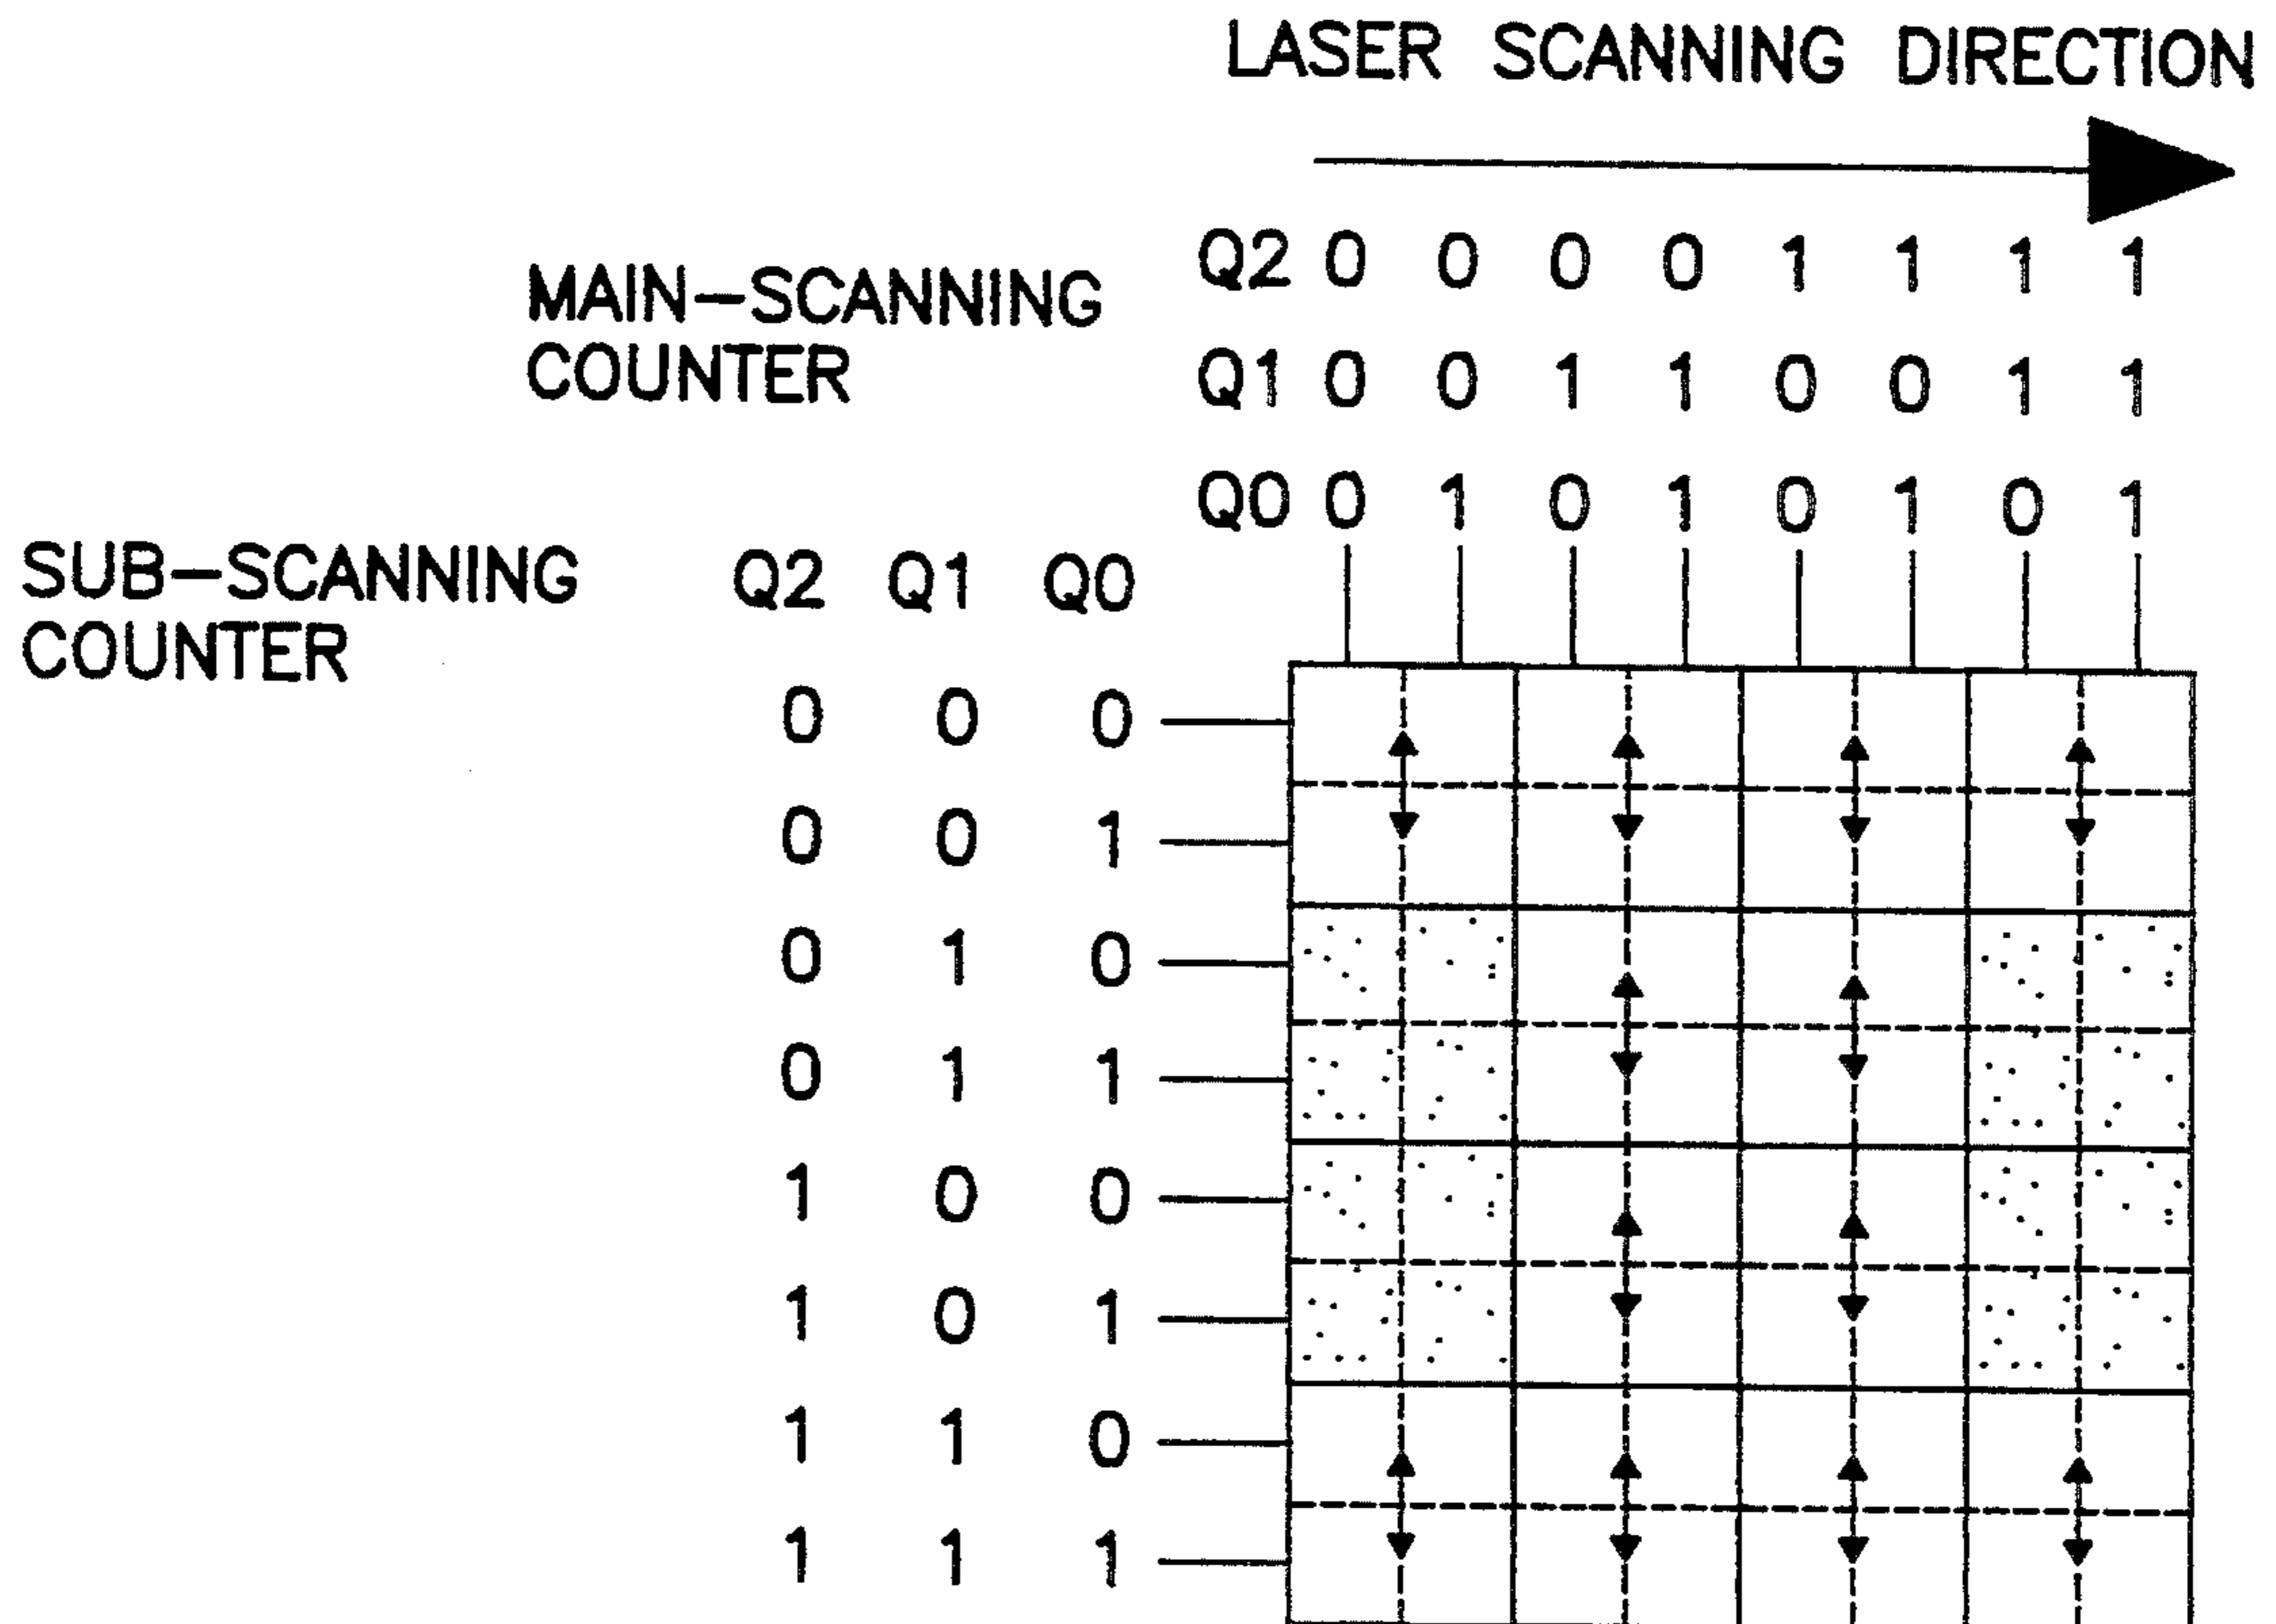 LASER SCANNING DIRECTION
MAIN-SCANNING
COUNTER
Q2 0 0 0 0 1 1 1 1
Q1 0 0 1 1 0 0 1 1
Q0 0 1 0 1 0 1 0 1
SUB-SCANNING
COUNTER
Q2 Q1 Q0
0 0 0
0 0 1
0 1 0
0 1 1
1 0 0
1 0 1
1 1 0
1 1 1